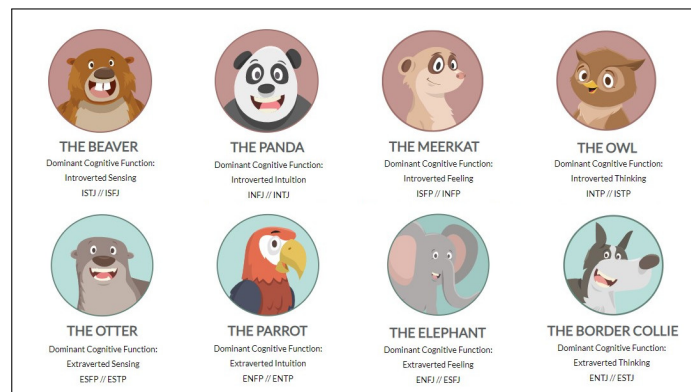 THE BEAVER
Dominant Cognitive Function:
Introverted Sensing
ISTJ // ISFJ
THE PANDA
Dominant Cognitive Function:
Introverted Intuition
INFJ // INTJ
THE MEERKAT
Dominant Cognitive Function:
Introverted Feeling
ISFP // INFP
THE OWL
Dominant Cognitive Function:
Introverted Thinking
INTP // ISTP
THE OTTER
Dominant Cognitive Function:
Extraverted Sensing
ESFP // ESTP
THE PARROT
Dominant Cognitive Function:
Extraverted Intuition
ENFP // ENTP
THE ELEPHANT
Dominant Cognitive Function:
Extraverted Feeling
ENFJ // ESFJ
THE BORDER COLLIE
Dominant Cognitive Function:
Extraverted Thinking
ENTJ // ESTJ